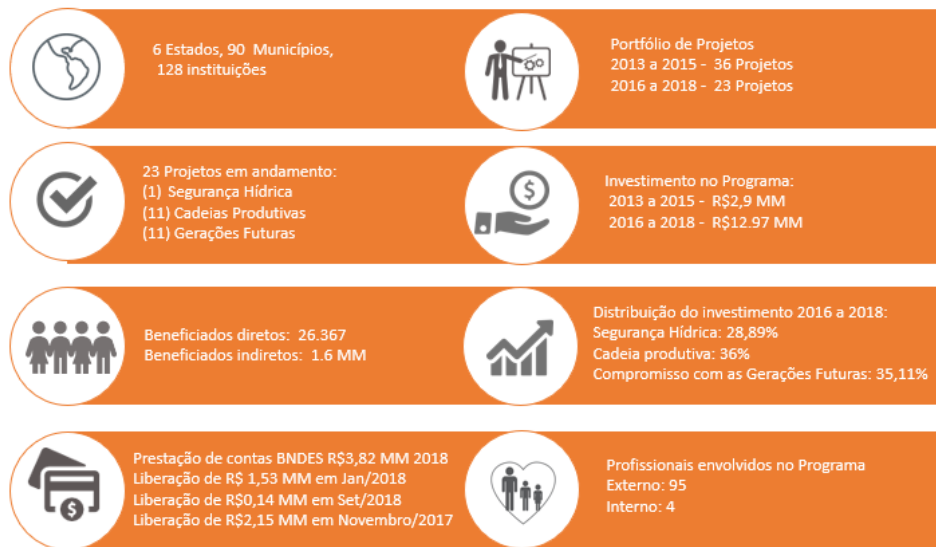 6 Estados, 90 Municípios,
128 instituições
Portfólio de Projetos
2013 a 2015 - 36 Projetos
2016 a 2018 - 23 Projetos
23 Projetos em andamento:
(1) Segurança Hídrica
(11) Cadeias Produtivas
(11) Gerações Futuras
Investimento no Programa:
2013 a 2015 - R$2,9 MM
2016 a 2018 - R$12.97 MM
Beneficiados diretos: 26.367
Beneficiados indiretos: 1.6 MM
Distribuição do investimento 2016 a 2018:
Segurança Hídrica: 28,89%
Cadeia produtiva: 36%
Compromisso com as Gerações Futuras: 35,11%
Prestação de contas BNDES R$3,82 MM 2018
Liberação de R$ 1,53 MM em Jan/2018
Liberação de R$0,14 MM em Set/2018
Liberação de R$2,15 MM em Novembro/2017
Profissionais envolvidos no Programa
Externo: 95
Interno: 4